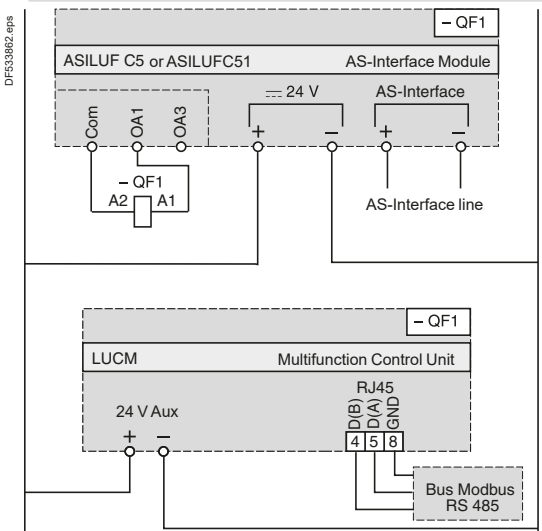 DF533862.eps
– QF1
ASILUF C5 or ASILUFC51 AS-Interface Module
24 V AS-Interface
Com OA1 OA3
+ – + –
– QF1
A2 A1
AS-Interface line
– QF1
LUCM Multifunction Control Unit
RJ45
24 V Aux
D(B) D(A) GND
+ –
4 5 8
Bus Modbus
RS 485